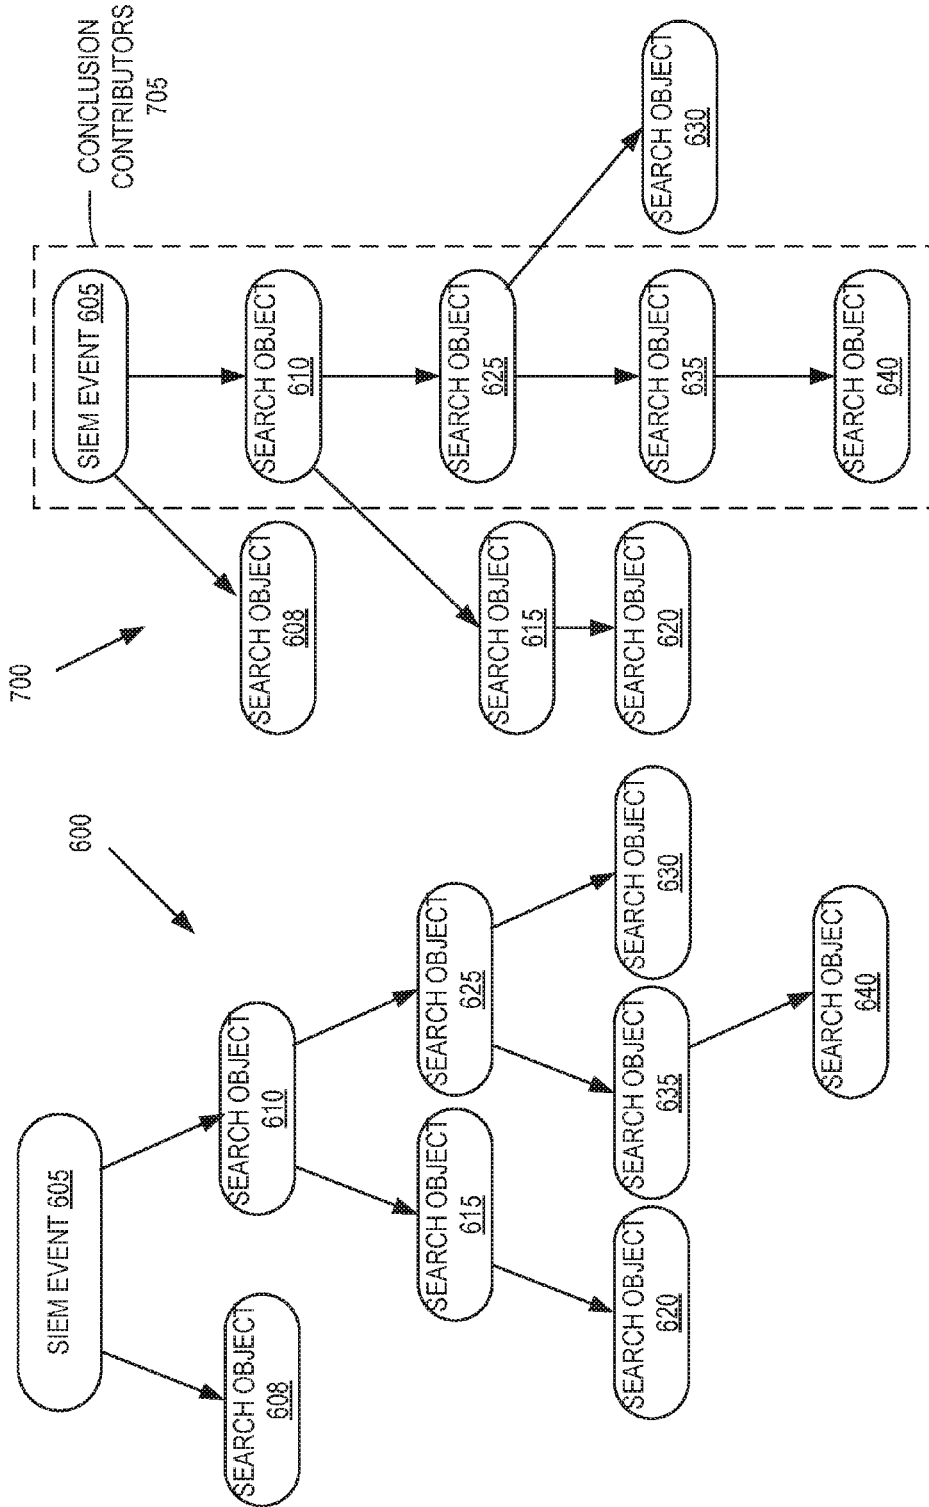 600
SIEM EVENT 605
SEARCH OBJECT
608
SEARCH OBJECT
610
SEARCH OBJECT
615
SEARCH OBJECT
625
SEARCH OBJECT
620
SEARCH OBJECT
635
SEARCH OBJECT
630
SEARCH OBJECT
640
700
CONCLUSION
CONTRIBUTORS
705
SIEM EVENT 605
SEARCH OBJECT
608
SEARCH OBJECT
610
SEARCH OBJECT
615
SEARCH OBJECT
625
SEARCH OBJECT
620
SEARCH OBJECT
635
SEARCH OBJECT
630
SEARCH OBJECT
640